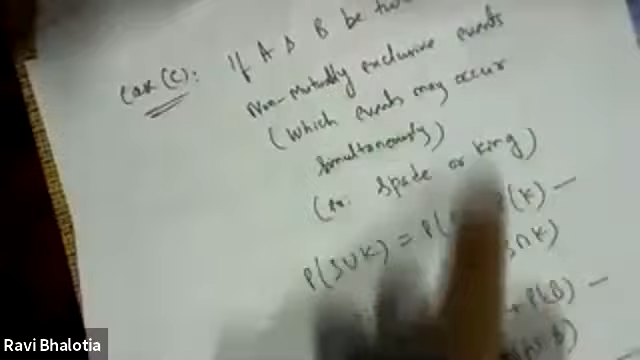 Case (C): If A & B be two
Non-mutually exclusive events
(which events may occur
simultaneously)
(ex. Spade or King)
P(SUK) = P( P(K) -
S∩K)
+ P(B) -
Ravi Bhalotia